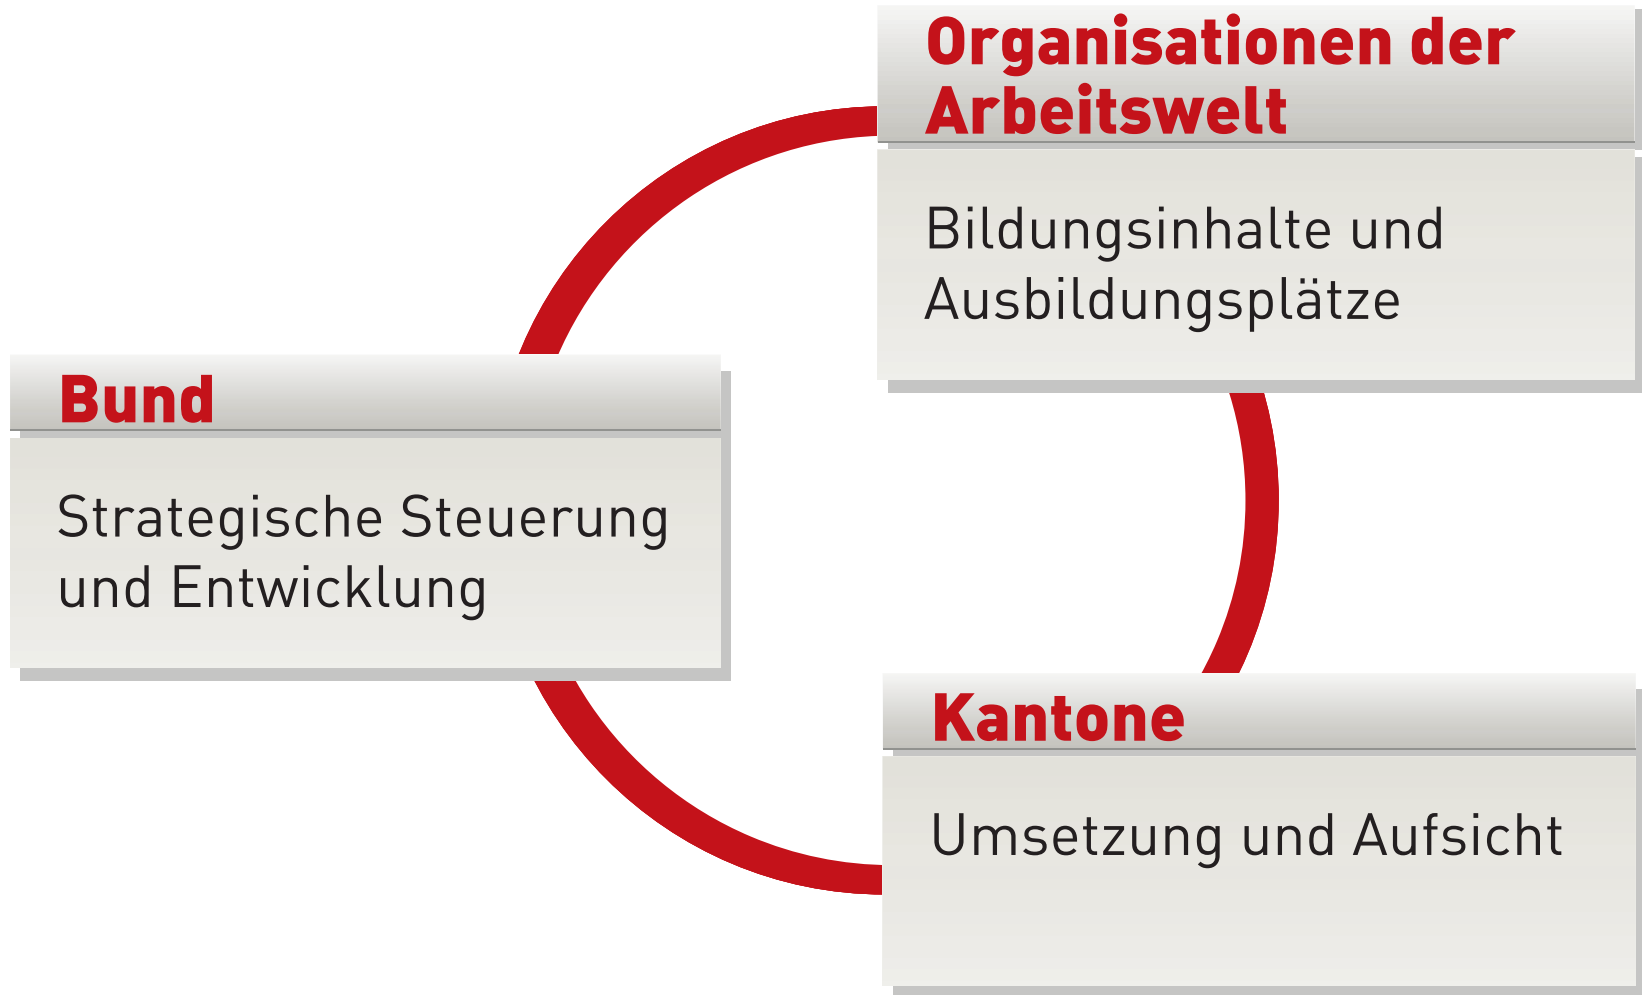 Organisationen der
Arbeitswelt
Bildungsinhalte und
Ausbildungsplätze
Bund
Strategische Steuerung
und Entwicklung
Kantone
Umsetzung und Aufsicht